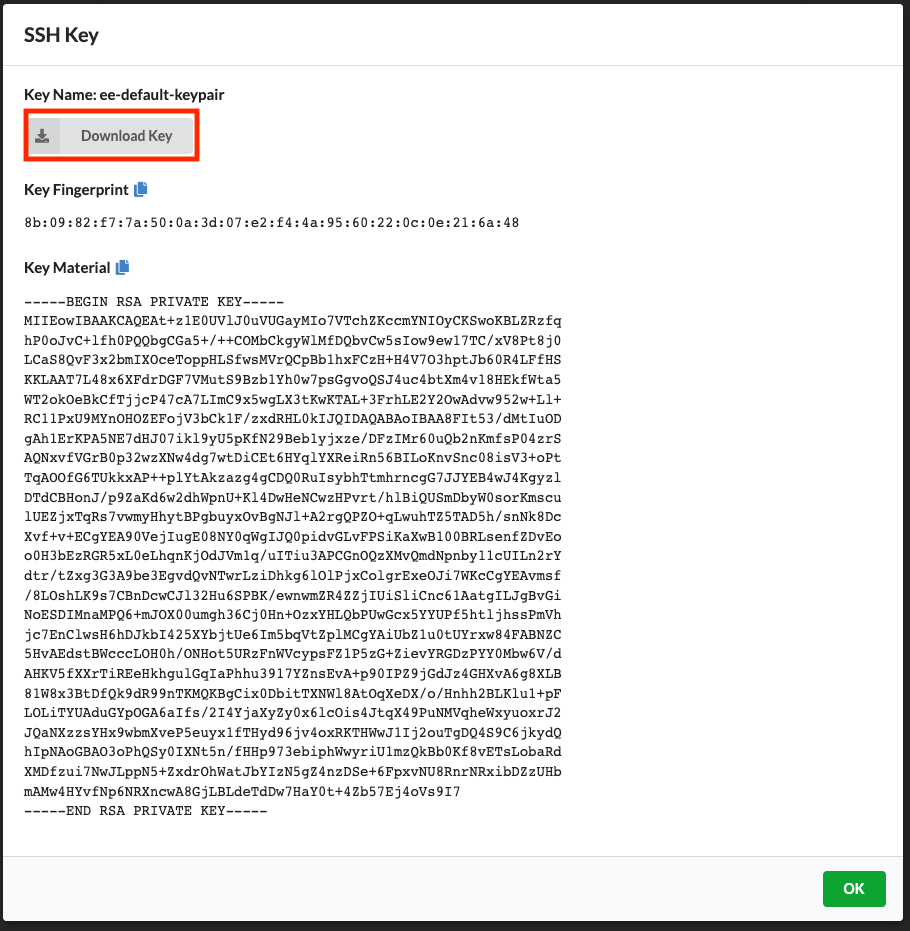 SSH Key
Key Name: ee-default-keypair
Download Key
Key Fingerprint
8b:09:82:f7:7a:50:0a:3d:07:e2:f4:4a:95:60:22:0c:0e:21:6a:48
Key Material
-----BEGIN RSA PRIVATE KEY-----
MIIEowIBAAKCAQEAt+z1E0UVlJ0uVUGayMIo7VTchZKccmYNIOyCKSwoKBLZRzfq
hP0oJvC+lfh0PQQbgCGa5+/++COMbCkgyWlMfDQbvCw5sIow9ew17TC/xV8Pt8j0
LCaS8QvF3x2bmIXOceToppHLSfwsMVrQCpBb1hxFCzH+H4V7O3hptJb60R4LFfHS
KKLAAT7L48x6XFdrDGF7VMutS9Bzb1Yh0w7psGgvoQSJ4uc4btXm4v18HEkfWta5
WT2okOeBkCfTjjcP47cA7LImC9x5wgLX3tKwKTAL+3FrhLE2Y2OwAdvw952w+Ll+
RC11PxU9MYnOHOZEFojV3bCk1F/zxdRHL0kIJQIDAQABAoIBAA8FIt53/dMtIuOD
gAh1ErKPA5NE7dHJ07ikl9yU5pKfN29Beb1yjxze/DFzIMr60uQb2nKmfsP04zrS
AQNxvfVGrB0p32wzXNw4dg7wtDiCEt6HYqlYXReiRn56BILoKnvSnc08isV3+oPt
TqAOOfG6TUkkxAP++plYtAkzazg4gCDQ0RuIsybhTtmhrncgG7JJYEB4wJ4Kgyzl
DTdCBHonJ/p9ZaKd6w2dhWpnU+Kl4DwHeNCwzHPvrt/hlBiQUSmDbyW0sorKmscu
lUEZjxTqRs7vwmyHhytBPgbuyxOvBgNJl+A2rgQPZO+qLwuhTZ5TAD5h/snNk8Dc
Xvf+v+ECgYEA90VejIugE08NY0qWgIJQ0pidvGLvFPSiKaXwB100BRLsenfZDvEo
o0H3bEzRGR5xL0eLhqnKjOdJVm1q/uITiu3APCGnOQzXMvQmdNpnby11cUILn2rY
dtr/tZxg3G3A9be3EgvdQvNTwrLziDhkg6lOlPjxColgrExeOJi7WKcCgYEAvmsf
/8LOshLK9s7CBnDcwCJl32Hu6SPBK/ewnwmZR4ZZjIUiSliCnc61AatgILJgBvGi
NoESDIMnaMPQ6+mJOX00umgh36Cj0Hn+OzxYHLQbPUwGcx5YYUPf5htljhssPmVh
jc7EnClwsH6hDJkbI425XYbjtUe6Im5bqVtZplMCgYAiUbZ1u0tUYrxw84FABNZC
5HvAEdstBWcccLOH0h/ONHot5URzFnWVcypsFZ1P5zG+ZievYRGDzPYY0Mbw6V/d
AHKV5fXXrTiREeHkhgulGqIaPhhu3917YZnsEvA+p90IPZ9jGdJz4GHXvA6g8XLB
81W8x3BtDfQk9dR99nTKMQKBgCix0DbitTXNWl8AtOqXeDX/o/Hnhh2BLKlu1+pF
LOLiTYUAduGYpOGA6aIfs/2I4YjaXyZy0x6lcOis4JtqX49PuNMVqheWxyuoxrJ2
JQaNXzzsYHx9wbmXveP5euyx1fTHyd96jv4oxRKTHWwJ1Ij2ouTgDQ4S9C6jkydQ
hIpNAoGBAO3oPhQSy0IXNt5n/fHHp973ebiphWwyriU1mzQkBb0Kf8vETsLobaRd
XMDfzui7NwJLppN5+ZxdrOhWatJbYIzN5gZ4nzDSe+6FpxvNU8RnrNRxibDZzUHb
mAMw4HYvfNp6NRXncwA8GjLBLdeTdDw7HaY0t+4Zb57Ej4oVs9I7
-----END RSA PRIVATE KEY-----
OK